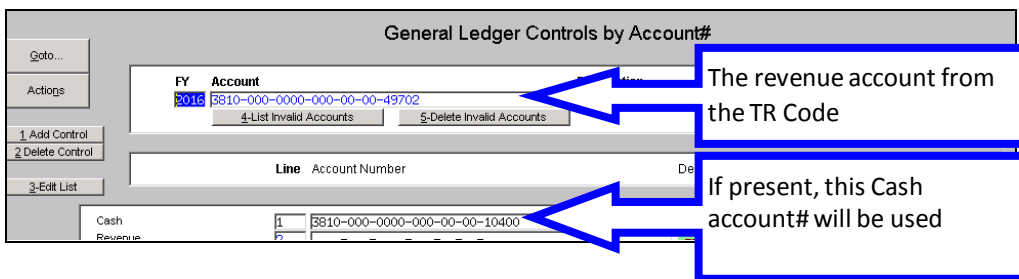 General Ledger Controls by Account#
Goto...
Actions
FY Account
2016 3810-000-0000-000-00-00-49702
4-List Invalid Accounts 5-Delete Invalid Accounts
The revenue account from
the TR Code
1 Add Control
2 Delete Control
3-Edit List
Line Account Number De
If present, this Cash
account# will be used
Cash 1 3810-000-0000-000-00-00-10400
Revenue 2